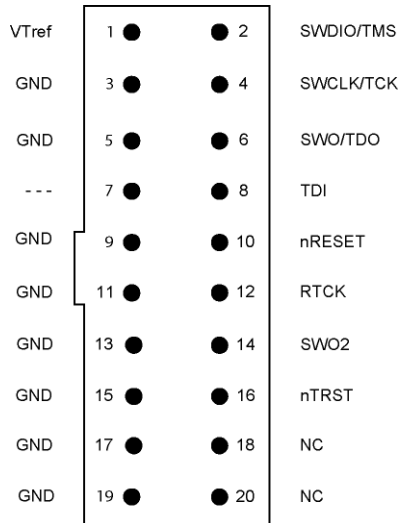 VTref 1 2 SWDIO/TMS
GND 3 4 SWCLK/TCK
GND 5 6 SWO/TDO
--- 7 8 TDI
GND 9 10 nRESET
GND 11 12 RTCK
GND 13 14 SWO2
GND 15 16 nTRST
GND 17 18 NC
GND 19 20 NC